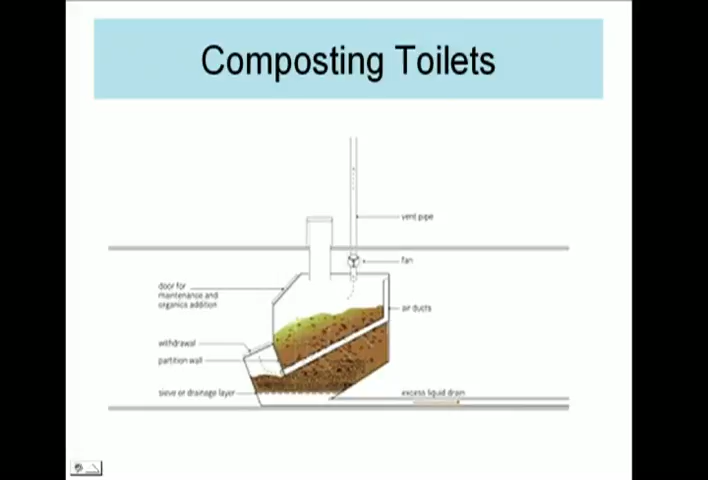 Composting Toilets
vent pipe
fan
door for
maintenance and
organics addition
air ducts
withdrawal
partition wall
sieve or drainage layer
excess liquid drain